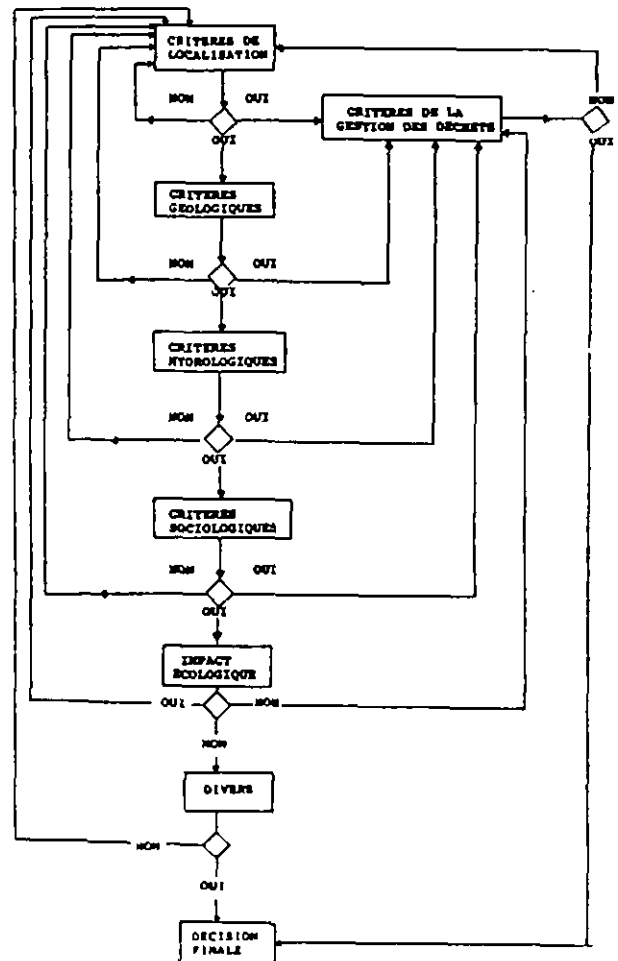 CRITERES DE
LOCALISATION
NON
NON OUI
CRITERES DE LA
GESTION DES DECHETS
OUI
OUI
CRITERES
GEOLOGIQUES
NON OUI
OUI
CRITERES
HYDROLOGIQUES
NON OUI
OUI
CRITERES
SOCIOLOGIQUES
NON OUI
OUI
IMPACT
ECOLOGIQUE
OUI NON
NON
DIVERS
NON
OUI
DECISION
FINALE